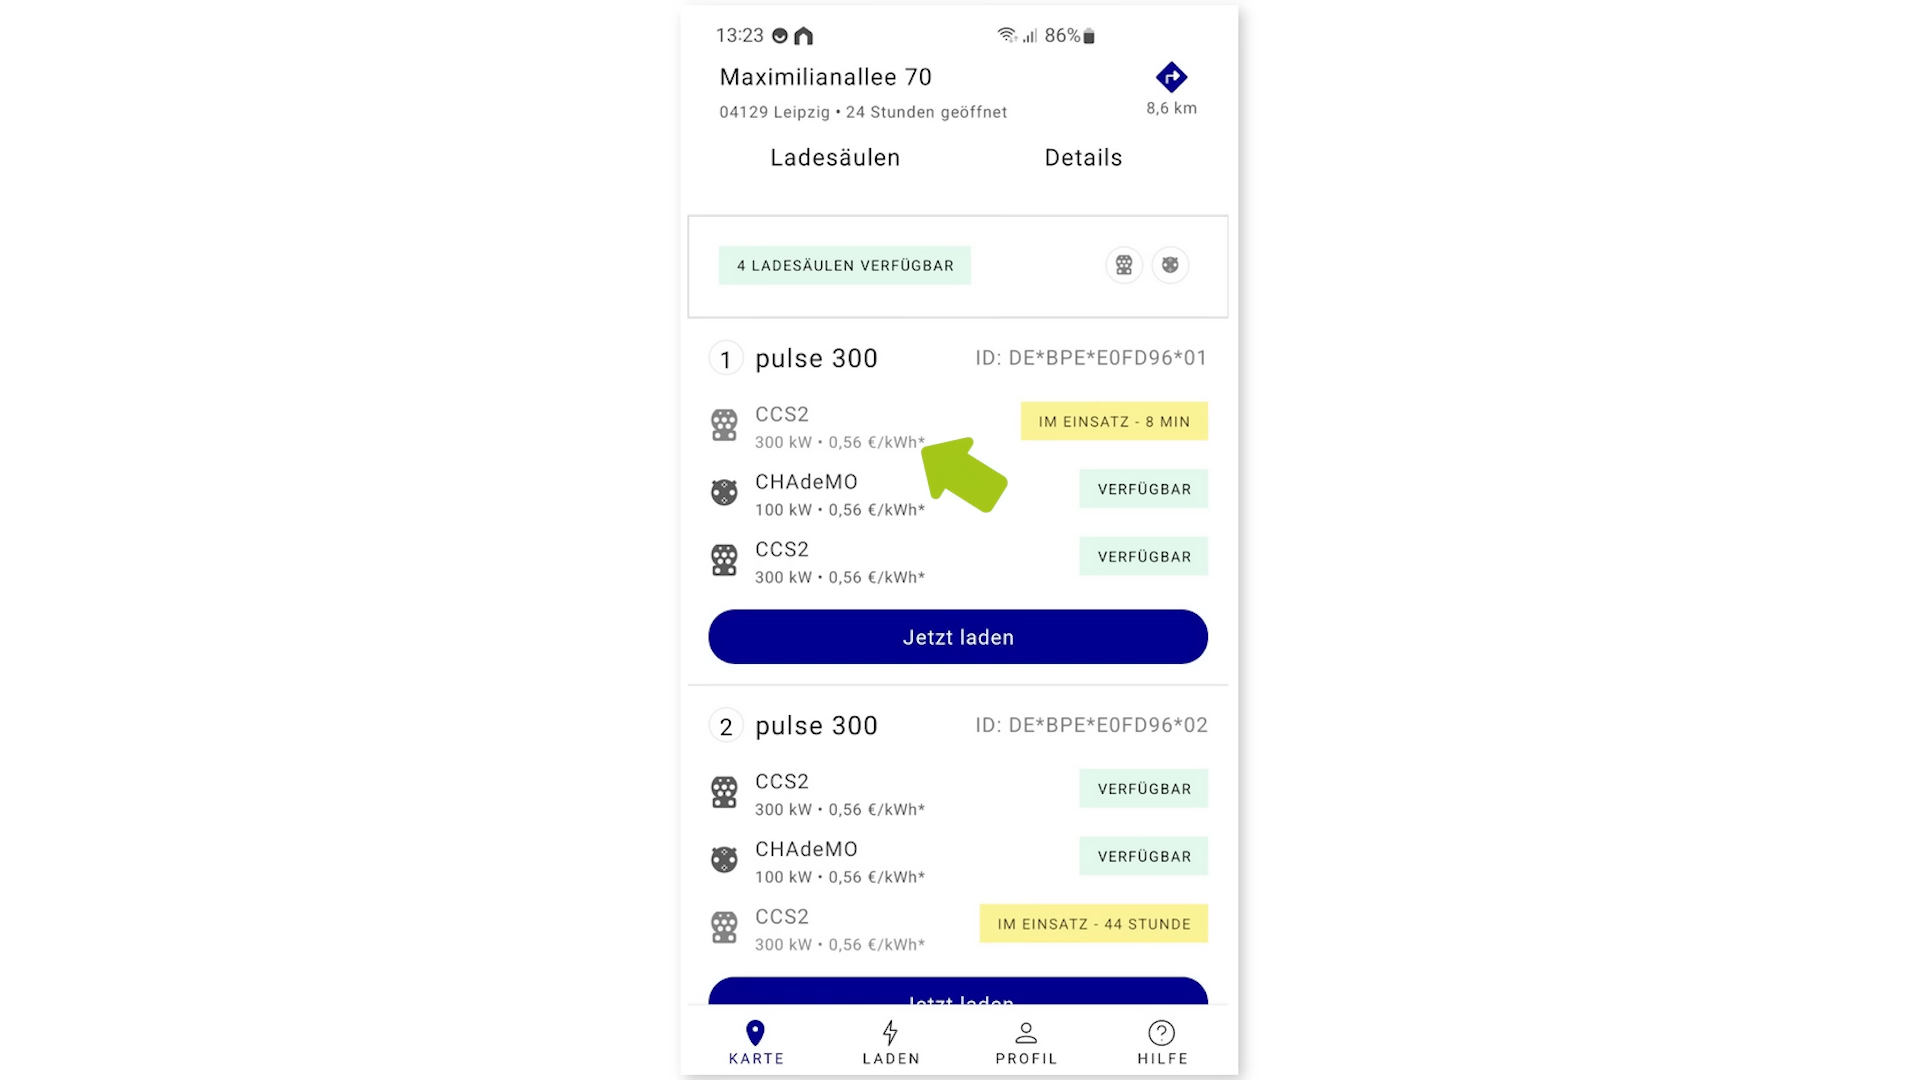 13:23 86%
Maximilianallee 70
04129 Leipzig • 24 Stunden geöffnet
8,6 km
Ladesäulen Details
4 LADESÄULEN VERFÜGBAR
1 pulse 300 ID: DE*BPE*E0FD96*01
CCS2
300 kW • 0,56 €/kWh*
IM EINSATZ - 8 MIN
CHAdeMO
100 kW • 0,56 €/kWh*
VERFÜGBAR
CCS2
300 kW • 0,56 €/kWh*
VERFÜGBAR
Jetzt laden
2 pulse 300 ID: DE*BPE*E0FD96*02
CCS2
300 kW • 0,56 €/kWh*
VERFÜGBAR
CHAdeMO
100 kW • 0,56 €/kWh*
VERFÜGBAR
CCS2
300 kW • 0,56 €/kWh*
IM EINSATZ - 44 STUNDE
Jetzt laden
KARTE LADEN PROFIL HILFE